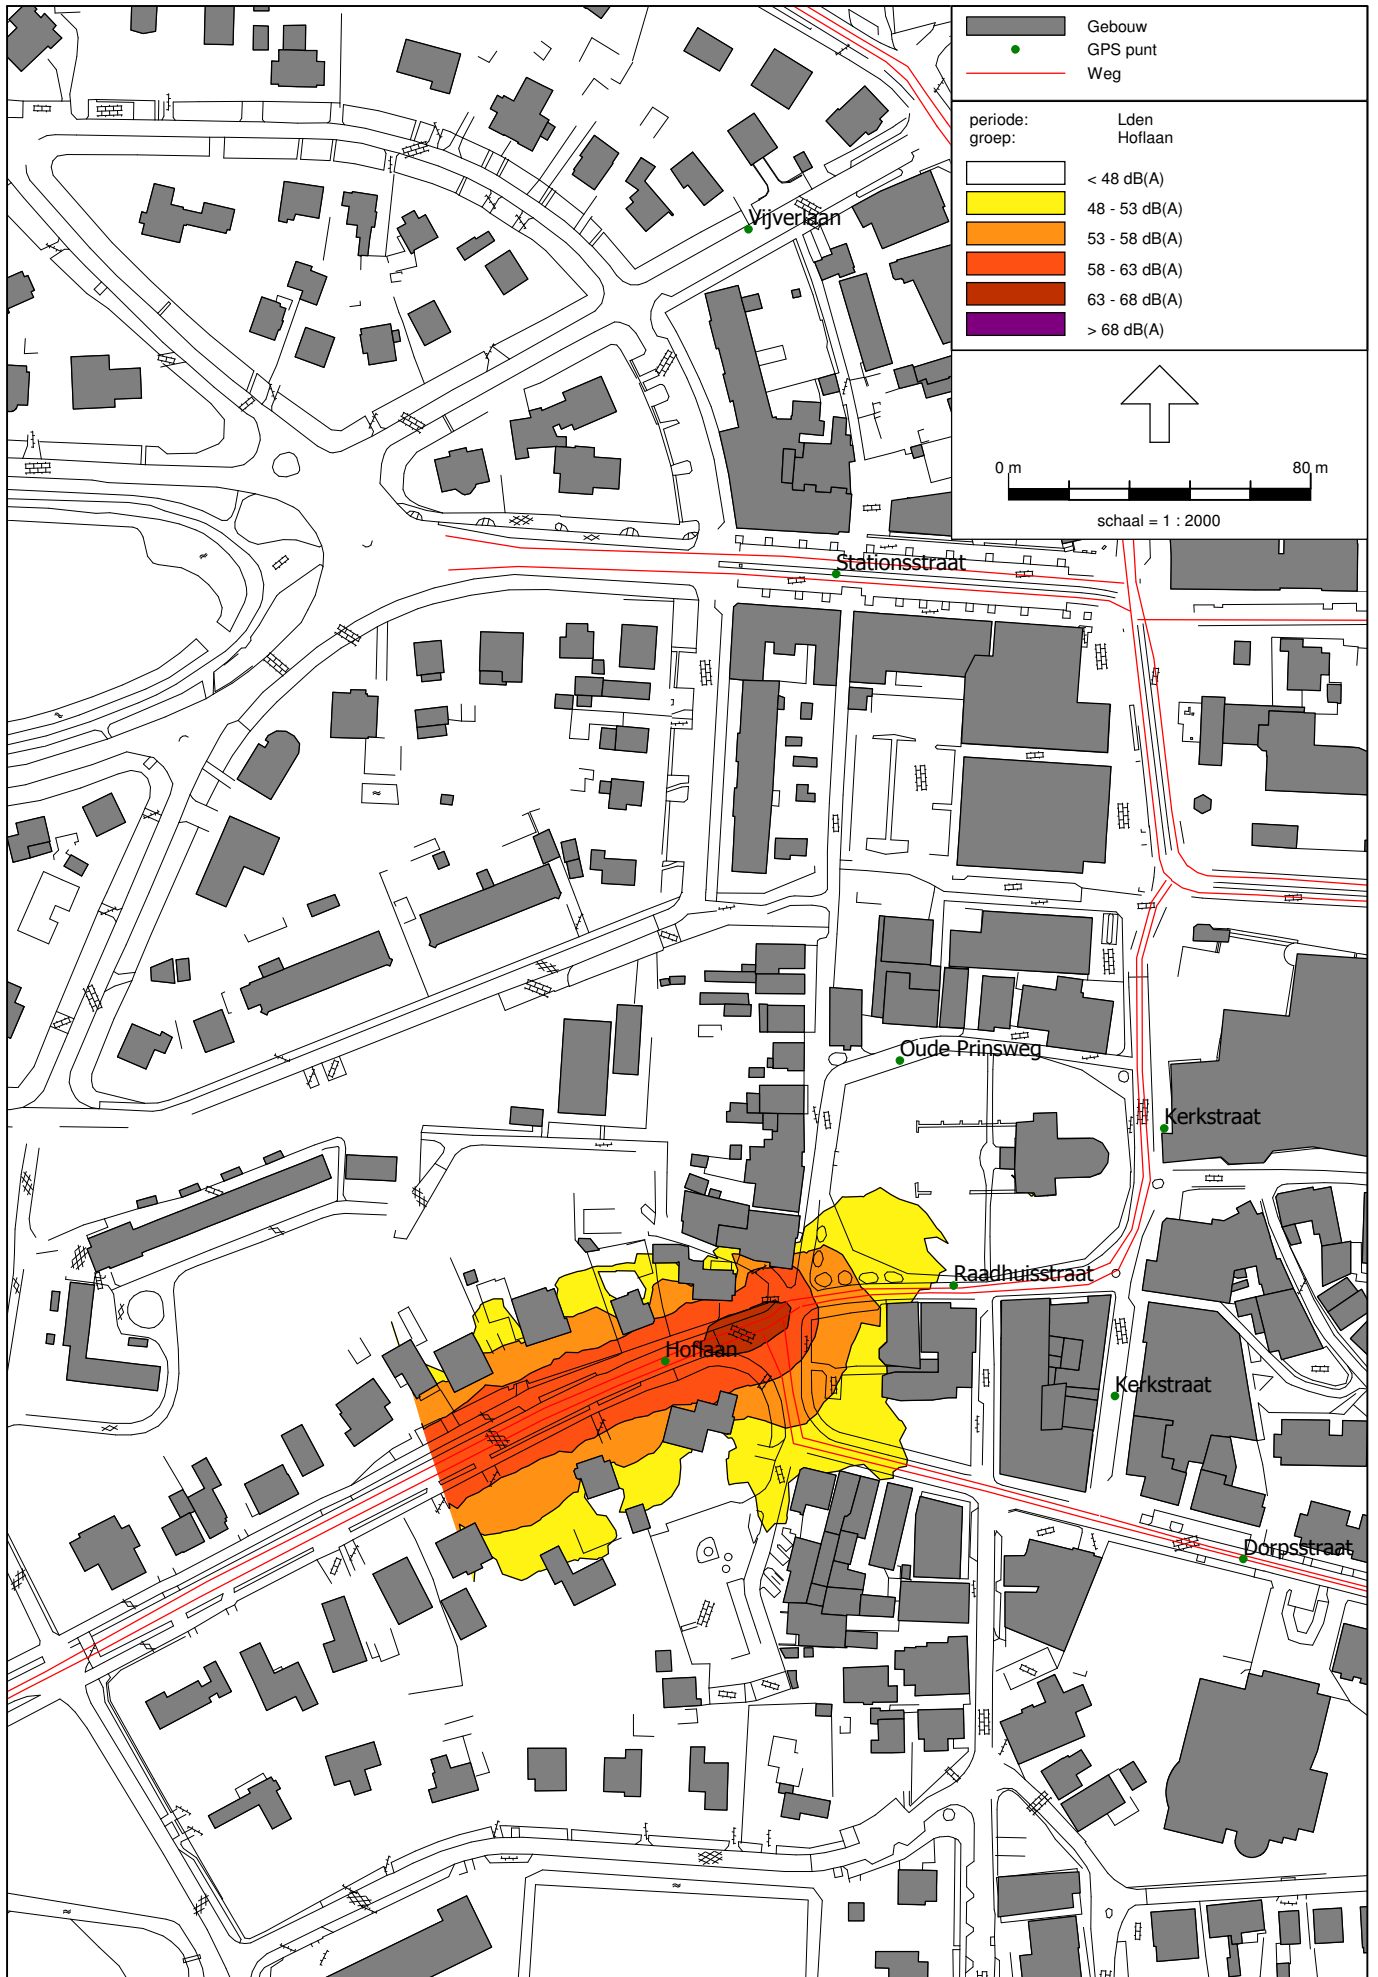 Gebouw
GPS punt
Weg
periode: Lden
groep: Hoflaan
< 48 dB(A)
48 - 53 dB(A)
53 - 58 dB(A)
58 - 63 dB(A)
63 - 68 dB(A)
> 68 dB(A)
0 m 80 m
schaal = 1 : 2000
Vijverlaan
Stationsstraat
Oude Prinsweg
Kerkstraat
Raadhuisstraat
Hoflaan
Kerkstraat
Dorpsstraat